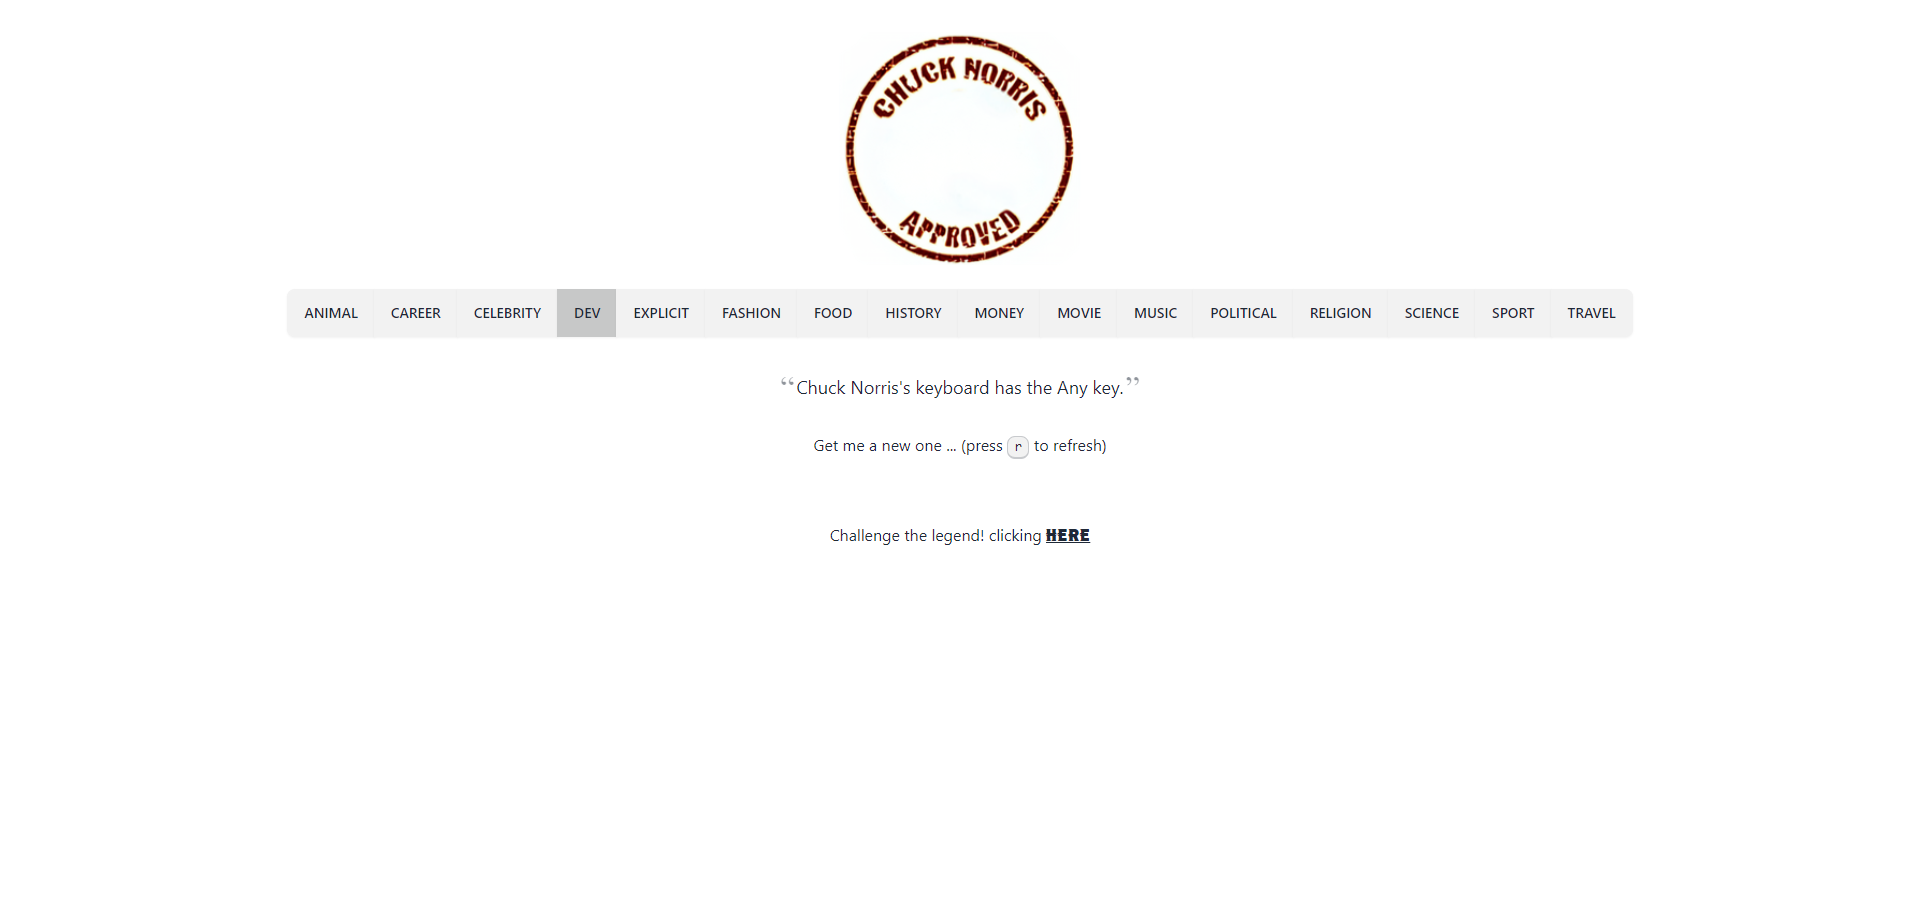 CHUCK NORRIS
APPROVED
ANIMAL CAREER CELEBRITY DEV EXPLICIT FASHION FOOD HISTORY MONEY MOVIE MUSIC POLITICAL RELIGION SCIENCE SPORT TRAVEL
“Chuck Norris's keyboard has the Any key.”
Get me a new one ... (press r to refresh)
Challenge the legend! clicking HERE